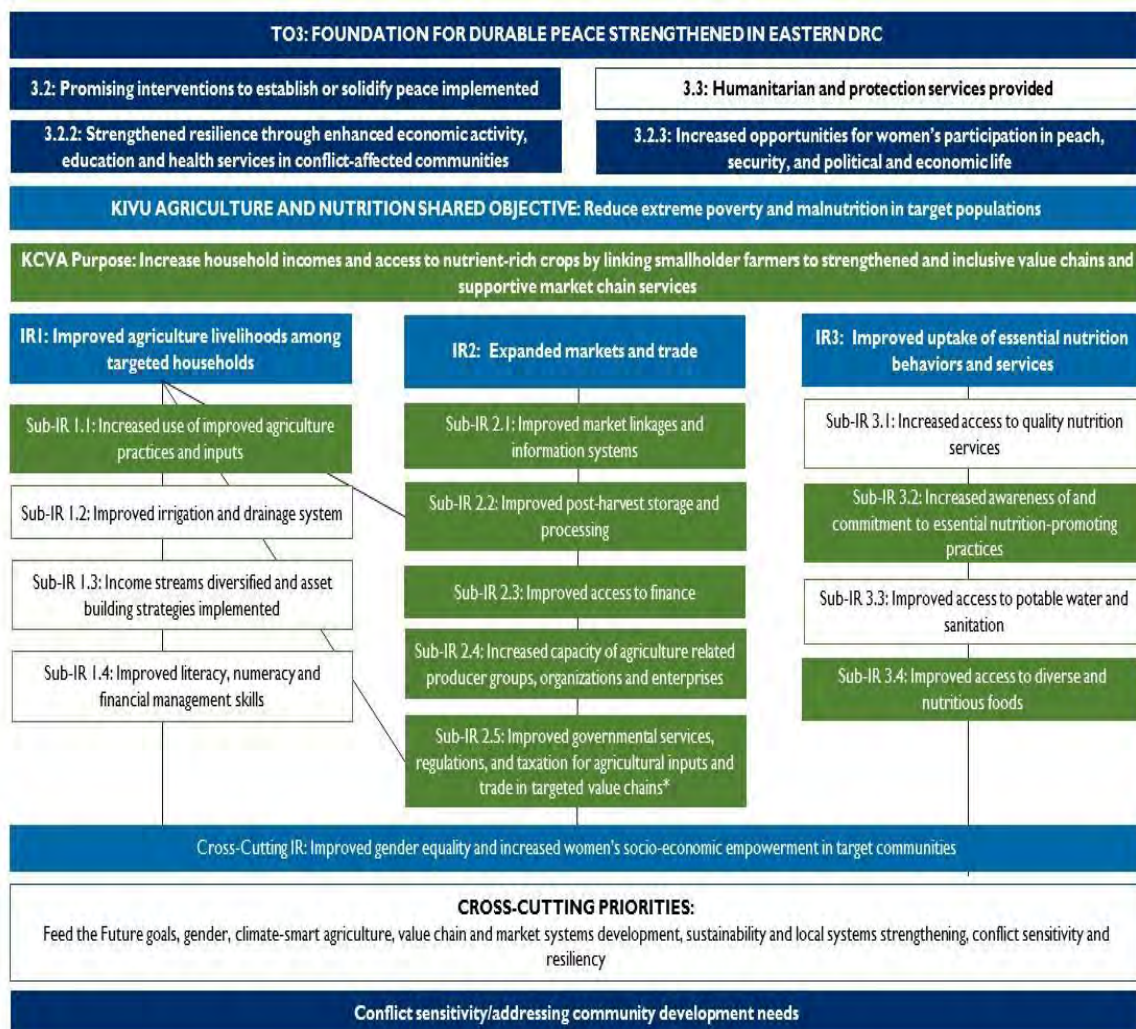 TO3: FOUNDATION FOR DURABLE PEACE STRENGTHENED IN EASTERN DRC
3.2: Promising interventions to establish or solidify peace implemented
3.3: Humanitarian and protection services provided
3.2.2: Strengthened resilience through enhanced economic activity,
education and health services in conflict-affected communities
3.2.3: Increased opportunities for women's participation in peach,
security, and political and economic life
KIVU AGRICULTURE AND NUTRITION SHARED OBJECTIVE: Reduce extreme poverty and malnutrition in target populations
KCVA Purpose: Increase household incomes and access to nutrient-rich crops by linking smallholder farmers to strengthened and inclusive value chains and
supportive market chain services
IR1: Improved agriculture livelihoods among
targeted households
Sub-IR 1.1: Increased use of improved agriculture
practices and inputs
Sub-IR 1.2: Improved irrigation and drainage system
Sub-IR 1.3: Income streams diversified and asset
building strategies implemented
Sub-IR 1.4: Improved literacy, numeracy and
financial management skills
IR2: Expanded markets and trade
Sub-IR 2.1: Improved market linkages and
information systems
Sub-IR 2.2: Improved post-harvest storage and
processing
Sub-IR 2.3: Improved access to finance
Sub-IR 2.4: Increased capacity of agriculture related
producer groups, organizations and enterprises
Sub-IR 2.5: Improved governmental services,
regulations, and taxation for agricultural inputs and
trade in targeted value chains*
IR3: Improved uptake of essential nutrition
behaviors and services
Sub-IR 3.1: Increased access to quality nutrition
services
Sub-IR 3.2: Increased awareness of and
commitment to essential nutrition-promoting
practices
Sub-IR 3.3: Improved access to potable water and
sanitation
Sub-IR 3.4: Improved access to diverse and
nutritious foods
Cross-Cutting IR: Improved gender equality and increased women's socio-economic empowerment in target communities
CROSS-CUTTING PRIORITIES:
Feed the Future goals, gender, climate-smart agriculture, value chain and market systems development, sustainability and local systems strengthening, conflict sensitivity and
resiliency
Conflict sensitivity/addressing community development needs